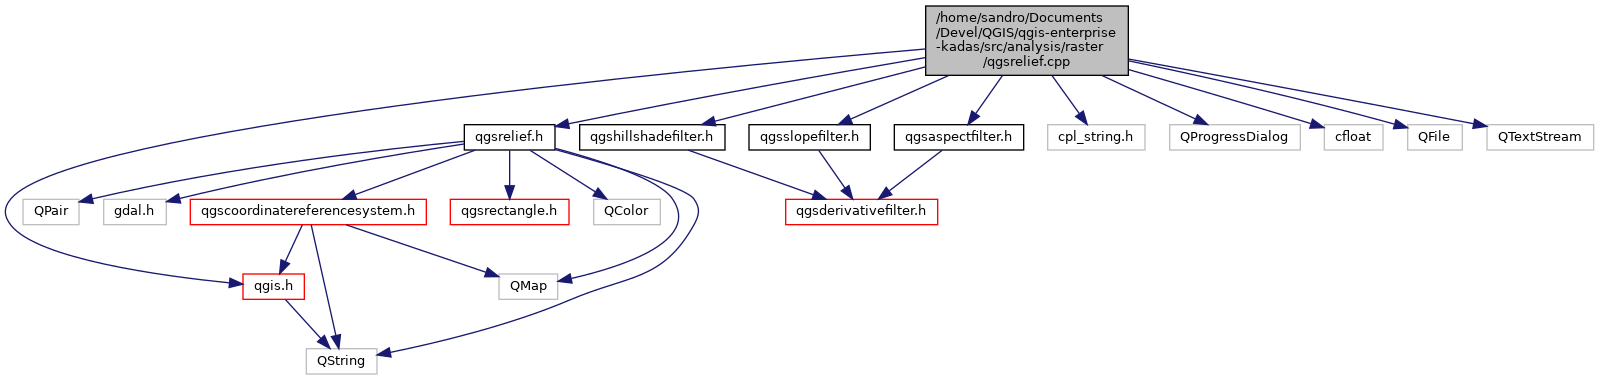 /home/sandro/Documents
/Devel/QGIS/qgis-enterprise
-kadas/src/analysis/raster
/qgsrelief.cpp
qgsrelief.h
qgshillshadefilter.h
qgsslopefilter.h
qgsaspectfilter.h
cpl_string.h
QProgressDialog
cfloat
QFile
QTextStream
QPair
gdal.h
qgscoordinatereferencesystem.h
qgsrectangle.h
QColor
qgsderivativefilter.h
qgis.h
QMap
QString